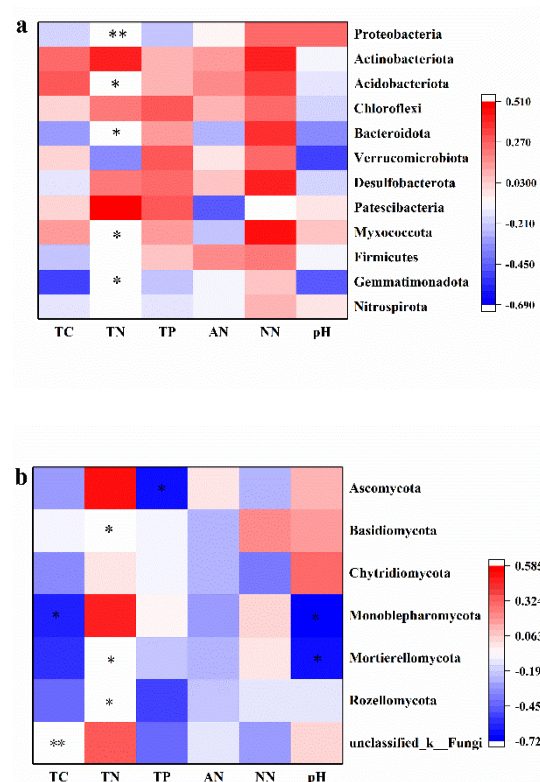 a
** Proteobacteria
Actinobacteriota
* Acidobacteriota
Chloroflexi
* Bacteroidota
Verrucomicrobiota
Desulfobacterota
Patescibacteria
* Myxococcota
Firmicutes
* Gemmatimonadota
Nitrospirota
TC TN TP AN NN pH
0.510
0.270
0.0300
-0.210
-0.450
-0.690
b
* Ascomycota
* Basidiomycota
Chytridiomycota
* * Monoblepharomycota
* * Mortierellomycota
* Rozellomycota
** unclassified_k__Fungi
TC TN TP AN NN pH
0.585
0.324
0.063
-0.19
-0.45
-0.72